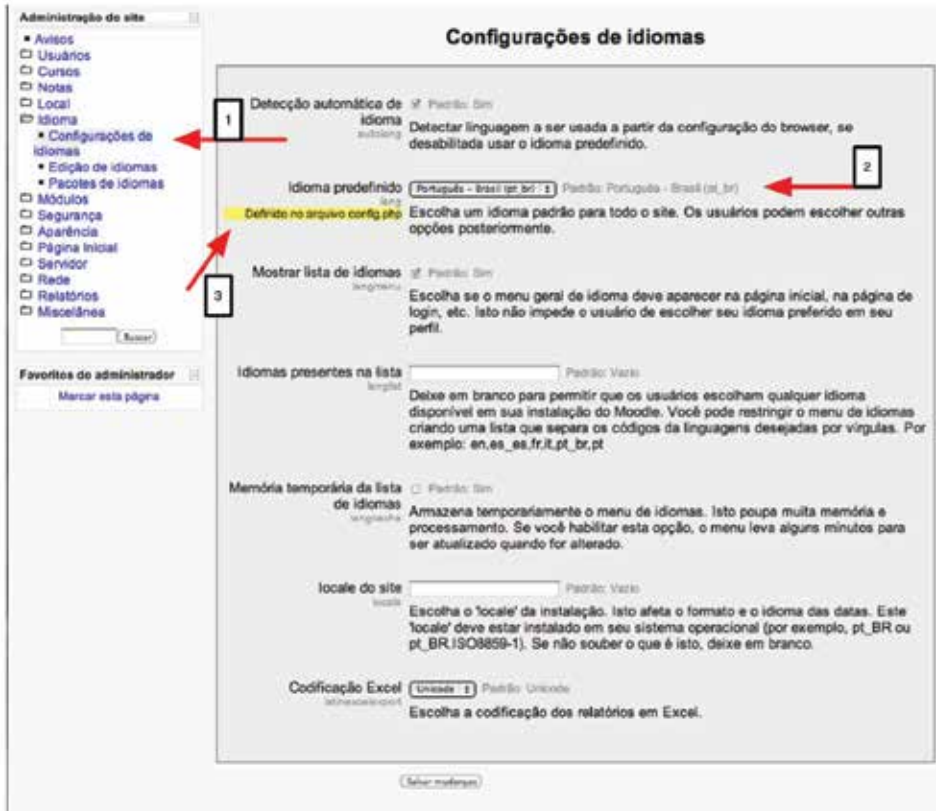 Administração do site
Avisos
Usuários
Cursos
Notas
Local
Idioma
Configurações de
idiomas
Edição de idiomas
Pacotes de idiomas
Módulos
Segurança
Aparência
Página Inicial
Servidor
Rede
Relatórios
Miscelânea
Buscar
Favoritos do administrador
Marcar esta página
1
2
3
Configurações de idiomas
Detecção automática de
idioma
autolang
Padrão: Sim
Detectar linguagem a ser usada a partir da configuração do browser, se
desabilitada usar o idioma predefinido.
Idioma predefinido
lang
Definido no arquivo config.php
Português - Brasil (pt_br)
Padrão: Português - Brasil (pt_br)
Escolha um idioma padrão para todo o site. Os usuários podem escolher outras
opções posteriormente.
Mostrar lista de idiomas
langmenu
Padrão: Sim
Escolha se o menu geral de idioma deve aparecer na página inicial, na página de
login, etc. Isto não impede o usuário de escolher seu idioma preferido em seu
perfil.
Idiomas presentes na lista
langlist
Padrão: Vazio
Deixe em branco para permitir que os usuários escolham qualquer idioma
disponível em sua instalação do Moodle. Você pode restringir o menu de idiomas
criando uma lista que separa os códigos da linguagens desejadas por vírgulas. Por
exemplo: en,es_es,fr,it,pt_br,pt
Memória temporária da lista
de idiomas
langcache
Padrão: Sim
Armazena temporariamente o menu de idiomas. Isto poupa muita memória e
processamento. Se você habilitar esta opção, o menu leva alguns minutos para
ser atualizado quando for alterado.
locale do site
locale
Padrão: Vazio
Escolha o 'locale' da instalação. Isto afeta o formato e o idioma das datas. Este
'locale' deve estar instalado em seu sistema operacional (por exemplo, pt_BR ou
pt_BR.ISO8859-1). Se não souber o que é isto, deixe em branco.
Codificação Excel
latinexcelexport
Unicode
Padrão: Unicode
Escolha a codificação dos relatórios em Excel.
Salvar mudanças